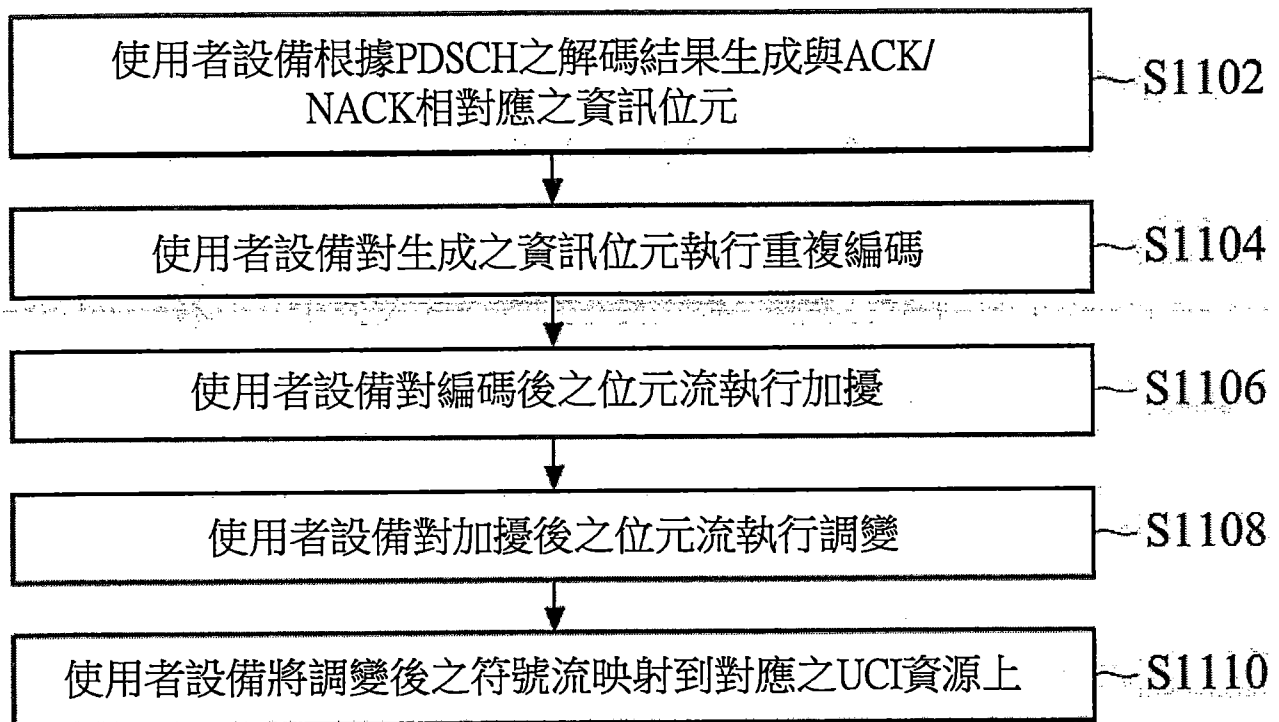 使用者設備根據PDSCH之解碼結果生成與ACK/
NACK相對應之資訊位元
S1102
使用者設備對生成之資訊位元執行重複編碼
S1104
使用者設備對編碼後之位元流執行加擾
S1106
使用者設備對加擾後之位元流執行調變
S1108
使用者設備將調變後之符號流映射到對應之UCI資源上
S1110